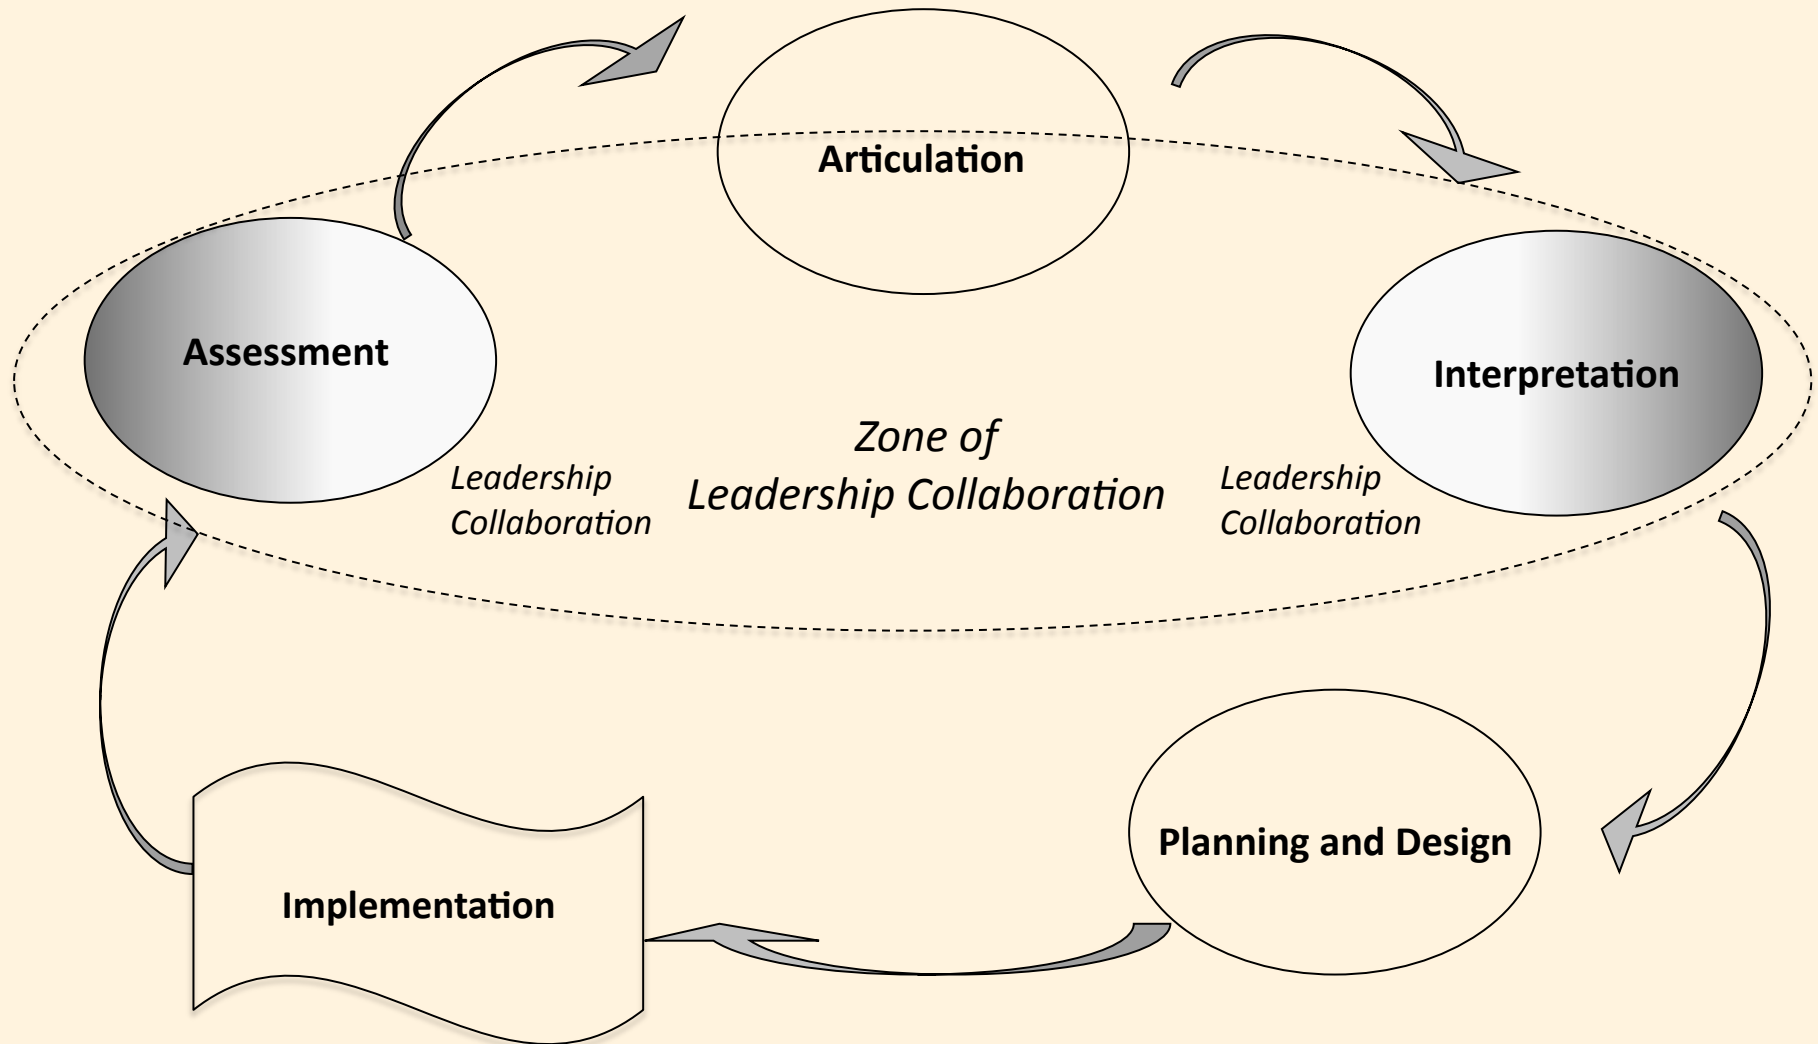 Articulation
Assessment
Interpretation
Zone of
Leadership Collaboration
Leadership
Collaboration
Leadership
Collaboration
Planning and Design
Implementation